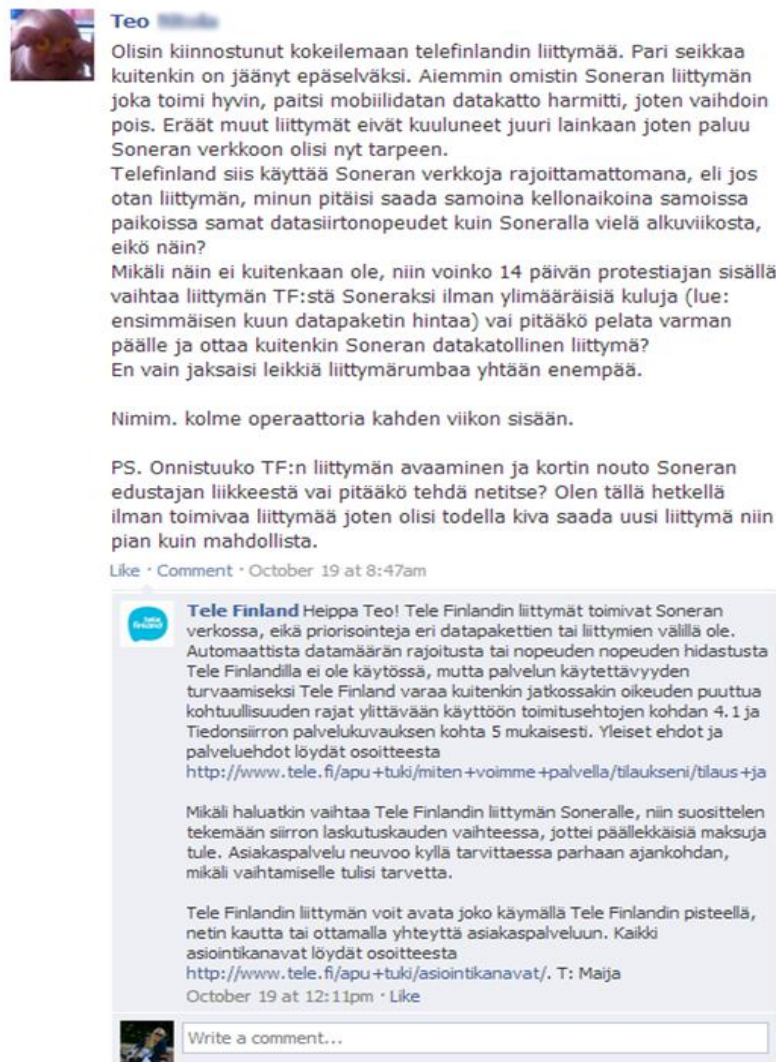 Teo
Olisin kiinnostunut kokeilemaan telefinlandin liittymää. Pari seikkaa
kuitenkin on jäänyt epäselväksi. Aiemmin omistin Soneran liittymän
joka toimi hyvin, paitsi mobiilidatan datakatto harmitti, joten vaihdoin
pois. Eräät muut liittymät eivät kuuluneet juuri lainkaan joten paluu
Soneran verkkoon olisi nyt tarpeen.
Telefinland siis käyttää Soneran verkkoja rajoittamattomana, eli jos
otan liittymän, minun pitäisi saada samoina kellonaikoina samoissa
paikoissa samat datasiirtonopeudet kuin Soneralla vielä alkuviikosta,
eikö näin?
Mikäli näin ei kuitenkaan ole, niin voinko 14 päivän protestiajan sisällä
vaihtaa liittymän TF:stä Soneraksi ilman ylimääräisiä kuluja (lue:
ensimmäisen kuun datapaketin hintaa) vai pitääkö pelata varman
päälle ja ottaa kuitenkin Soneran datakatollinen liittymä?
En vain jaksaisi leikkiä liittymärumbaa yhtään enempää.
Nimim. kolme operaattoria kahden viikon sisään.
PS. Onnistuuko TF:n liittymän avaaminen ja kortin nouto Soneran
edustajan liikkeestä vai pitääkö tehdä netitse? Olen tällä hetkellä
ilman toimivaa liittymää joten olisi todella kiva saada uusi liittymä niin
pian kuin mahdollista.
Like · Comment · October 19 at 8:47am
tele finland
Tele Finland Heippa Teo! Tele Finlandin liittymät toimivat Soneran
verkossa, eikä priorisointeja eri datapakettien tai liittymien välillä ole.
Automaattista datamäärän rajoitusta tai nopeuden nopeuden hidastusta
Tele Finlandilla ei ole käytössä, mutta palvelun käytettävyyden
turvaamiseksi Tele Finland varaa kuitenkin jatkossakin oikeuden puuttua
kohtuullisuuden rajat ylittävään käyttöön toimitusehtojen kohdan 4.1 ja
Tiedonsiirron palvelukuvauksen kohta 5 mukaisesti. Yleiset ehdot ja
palveluehdot löydät osoitteesta
http://www.tele.fi/apu+tuki/miten+voimme+palvella/tilaukseni/tilaus+ja
Mikäli haluatkin vaihtaa Tele Finlandin liittymän Soneralle, niin suosittelen
tekemään siirron laskutuskauden vaihteessa, jottei päällekkäisiä maksuja
tule. Asiakaspalvelu neuvoo kyllä tarvittaessa parhaan ajankohdan,
mikäli vaihtamiselle tulisi tarvetta.
Tele Finlandin liittymän voit avata joko käymällä Tele Finlandin pisteellä,
netin kautta tai ottamalla yhteyttä asiakaspalveluun. Kaikki
asiointikanavat löydät osoitteesta
http://www.tele.fi/apu+tuki/asiointikanavat/. T: Maija
October 19 at 12:11pm · Like
Write a comment...